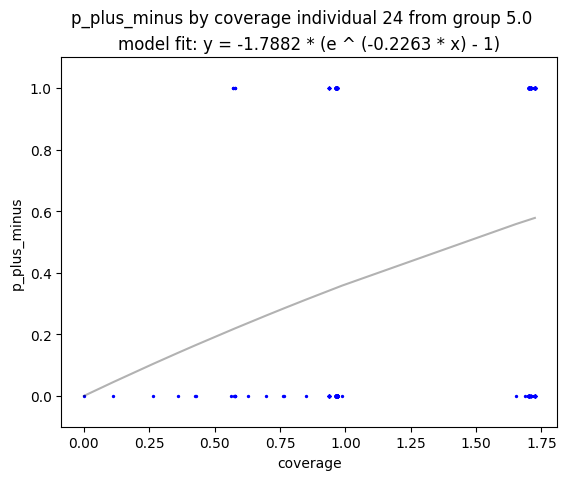 p_plus_minus by coverage individual 24 from group 5.0
model fit: y = -1.7882 * (e ^ (-0.2263 * x) - 1)
1.0
0.8
0.6
0.4
0.2
0.0
p_plus_minus
0.00 0.25 0.50 0.75 1.00 1.25 1.50 1.75
coverage